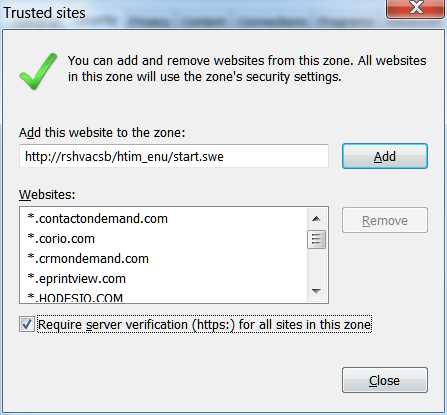 Trusted sites
You can add and remove websites from this zone. All websites
in this zone will use the zone's security settings.
Add this website to the zone:
http://rshvacsb/htim_enu/start.swe
Add
Websites:
*.contactondemand.com
*.corio.com
*.crmondemand.com
*.eprintview.com
*.HODESIO.COM
Remove
Require server verification (https:) for all sites in this zone
Close